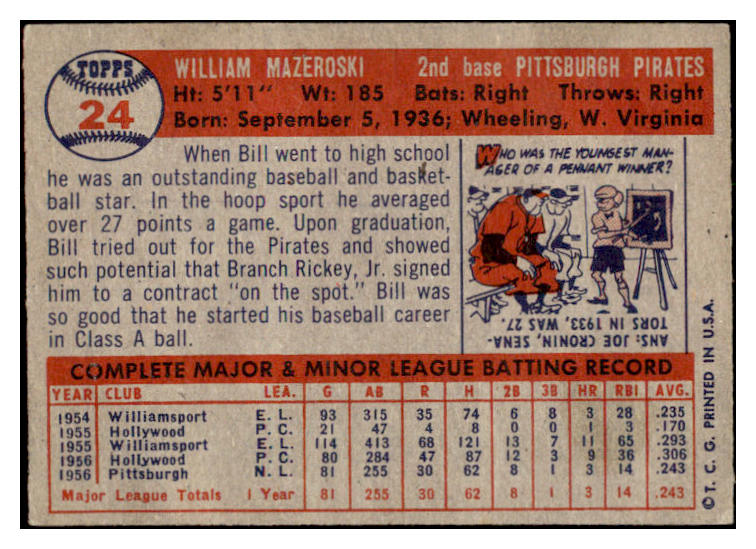 TOPPS
24
WILLIAM MAZEROSKI 2nd base PITTSBURGH PIRATES
Ht: 5'11" Wt: 185 Bats: Right Throws: Right
Born: September 5, 1936; Wheeling, W. Virginia
When Bill went to high school
he was an outstanding baseball and basket-
ball star. In the hoop sport he averaged
over 27 points a game. Upon graduation,
Bill tried out for the Pirates and showed
such potential that Branch Rickey, Jr. signed
him to a contract "on the spot." Bill was
so good that he started his baseball career
in Class A ball.
WHO WAS THE YOUNGEST MAN-
AGER OF A PENNANT WINNER?
ANS: JOE CRONIN, SENA-
TORS IN 1933, WAS 27.
COMPLETE MAJOR & MINOR LEAGUE BATTING RECORD
YEAR CLUB LEA. G AB R H 2B 3B HR RBI AVG.
1954 Williamsport E. L. 93 315 35 74 6 8 3 28 .235
1955 Hollywood P. C. 21 47 4 8 0 0 1 3 .170
1955 Williamsport E. L. 114 413 68 121 13 7 11 65 .293
1956 Hollywood P. C. 80 284 47 87 12 3 9 36 .306
1956 Pittsburgh N. L. 81 255 30 62 8 1 3 14 .243
Major League Totals 1 Year 81 255 30 62 8 1 3 14 .243
© T. C. G. PRINTED IN U.S.A.